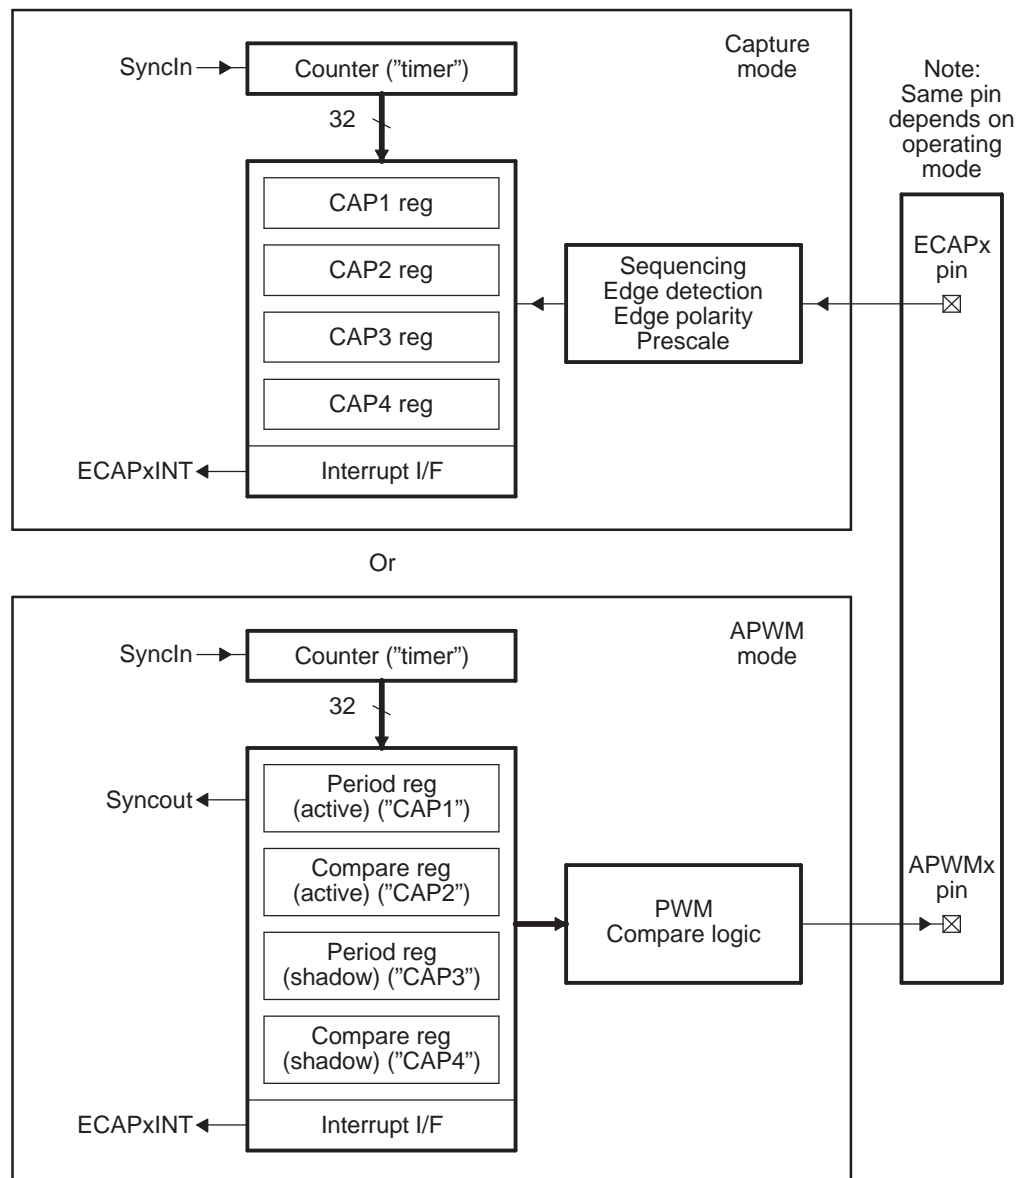 Capture
mode
SyncIn
Counter (”timer”)
32
Note:
Same pin
depends on
operating
mode
CAP1 reg
CAP2 reg
CAP3 reg
CAP4 reg
Sequencing
Edge detection
Edge polarity
Prescale
ECAPx
pin
ECAPxINT
Interrupt I/F
Or
APWM
mode
SyncIn
Counter (”timer”)
32
Syncout
Period reg
(active) (”CAP1”)
Compare reg
(active) (”CAP2”)
Period reg
(shadow) (”CAP3”)
Compare reg
(shadow) (”CAP4”)
PWM
Compare logic
APWMx
pin
ECAPxINT
Interrupt I/F